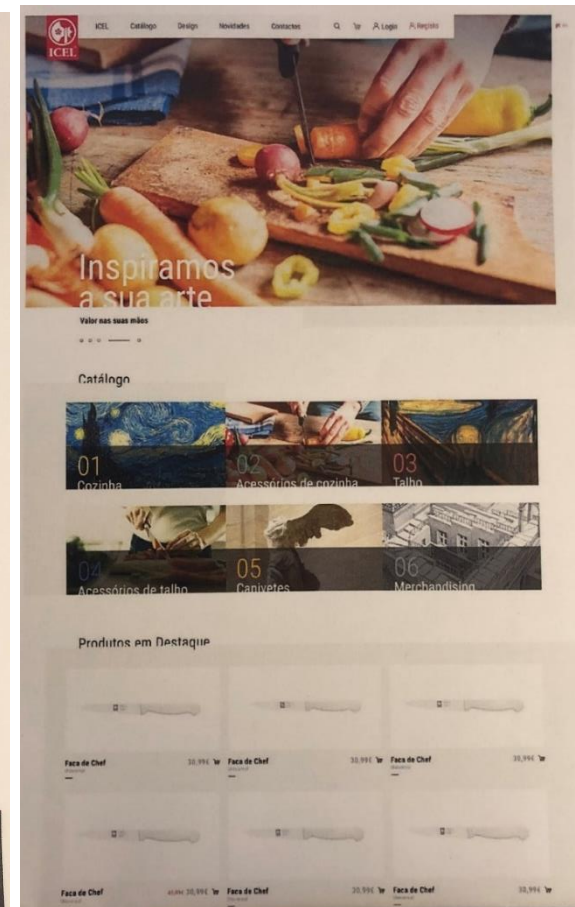 ICEL Catálogo Design Novidades Contactos Login Registo
ICEL
Inspiramos
a sua arte
Valor nas suas mãos
Catálogo
01 02 03
Cozinha Acessórios de cozinha Talho
04 05 06
Acessórios de talho Canivetes Merchandising
Produtos em Destaque
Faca de Chef 30,99€ Faca de Chef 30,99€ Faca de Chef 30,99€
Faca de Chef 30,99€ Faca de Chef 30,99€ Faca de Chef 30,99€